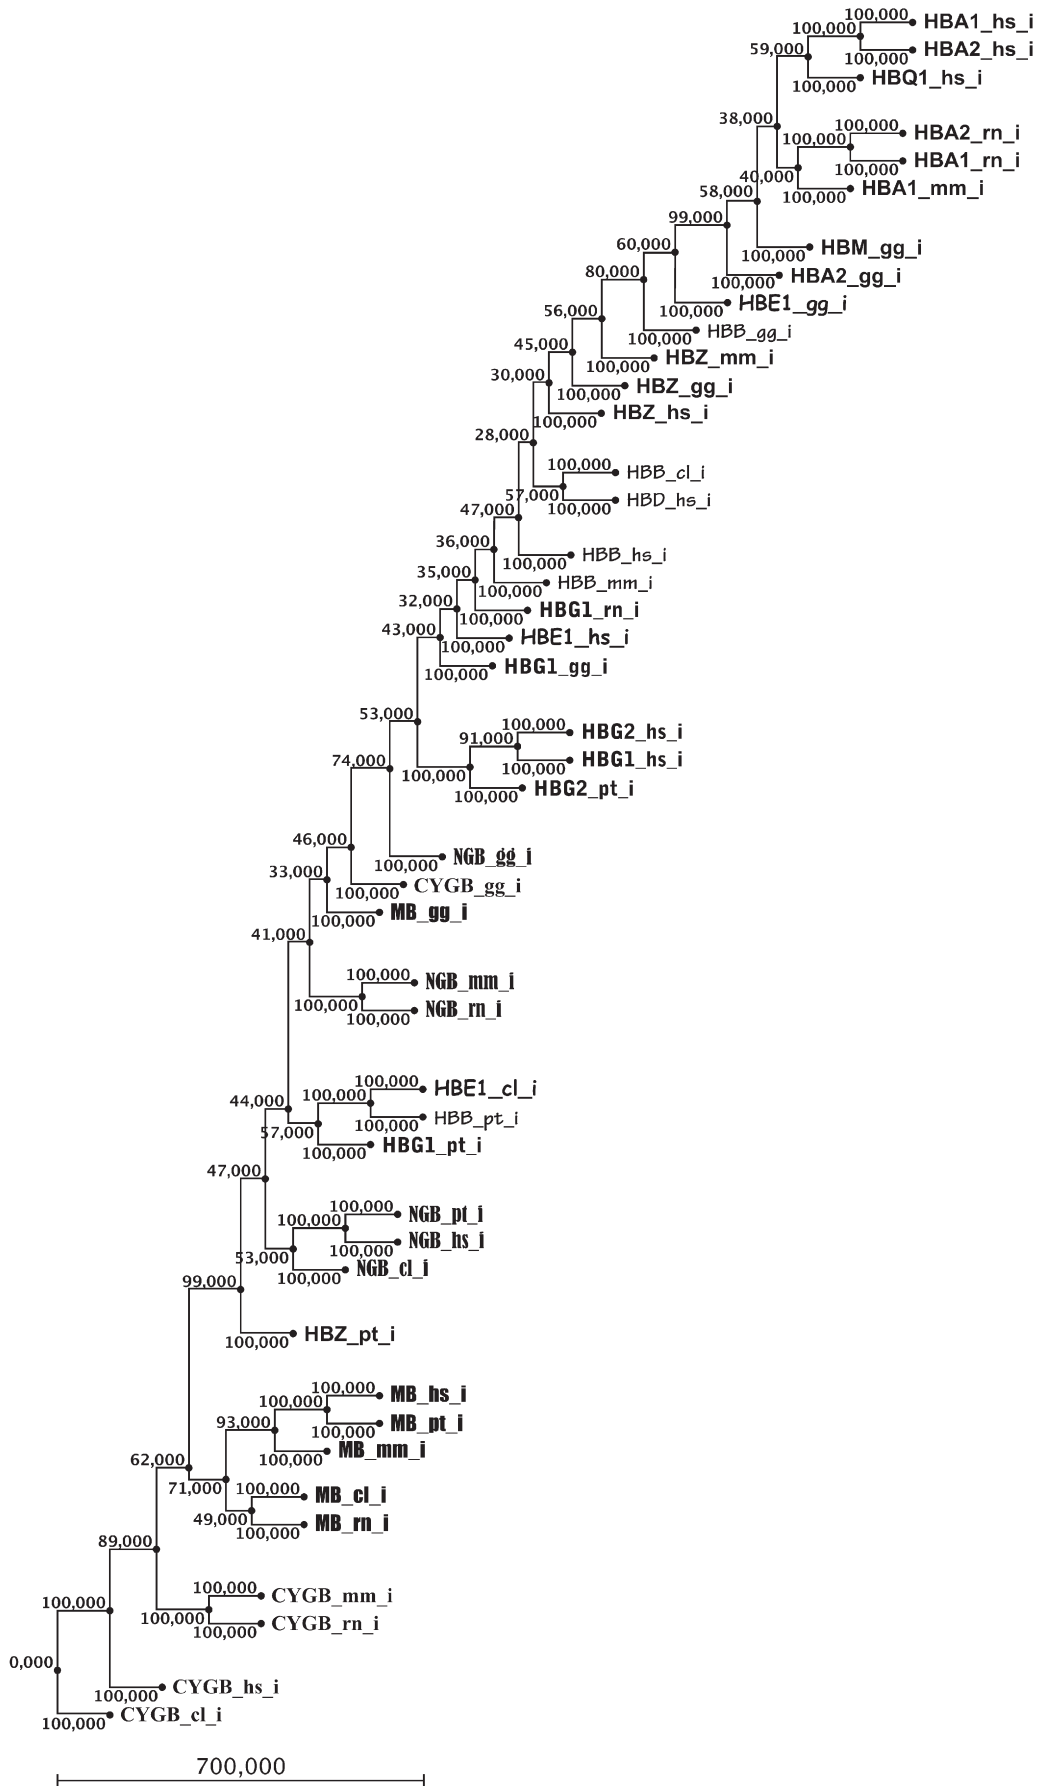 100,000
HBA1_hs_i
100,000
HBA2_hs_i
59,000
100,000
HBQ1_hs_i
100,000
100,000
HBA2_rn_i
38,000
100,000
HBA1_rn_i
100,000
40,000
HBA1_mm_i
100,000
58,000
100,000
99,000
HBM_gg_i
100,000
60,000
HBA2_gg_i
100,000
80,000
HBE1_gg_i
100,000
56,000
HBB_gg_i
100,000
45,000
HBZ_mm_i
100,000
30,000
HBZ_gg_i
100,000
HBZ_hs_i
100,000
28,000
100,000
HBB_cl_i
57,000
HBD_hs_i
100,000
47,000
36,000
HBB_hs_i
100,000
35,000
HBB_mm_i
100,000
32,000
HBG1_rn_i
100,000
43,000
HBE1_hs_i
100,000
HBG1_gg_i
100,000
53,000
100,000
HBG2_hs_i
91,000
HBG1_hs_i
74,000
100,000
100,000
HBG2_pt_i
100,000
46,000
NGB_gg_i
100,000
33,000
CYGB_gg_i
100,000
MB_gg_i
100,000
41,000
100,000
NGB_mm_i
100,000
NGB_rn_i
100,000
100,000
HBE1_cl_i
44,000
100,000
HBB_pt_i
57,000
100,000
HBG1_pt_i
100,000
47,000
100,000
NGB_pt_i
100,000
NGB_hs_i
53,000
100,000
NGB_cl_i
100,000
99,000
HBZ_pt_i
100,000
100,000
MB_hs_i
100,000
93,000
MB_pt_i
100,000
MB_mm_i
100,000
62,000
71,000
100,000
MB_cl_i
49,000
MB_rn_i
100,000
89,000
100,000
CYGB_mm_i
100,000
100,000
CYGB_rn_i
100,000
0,000
CYGB_hs_i
100,000
CYGB_cl_i
100,000
700,000